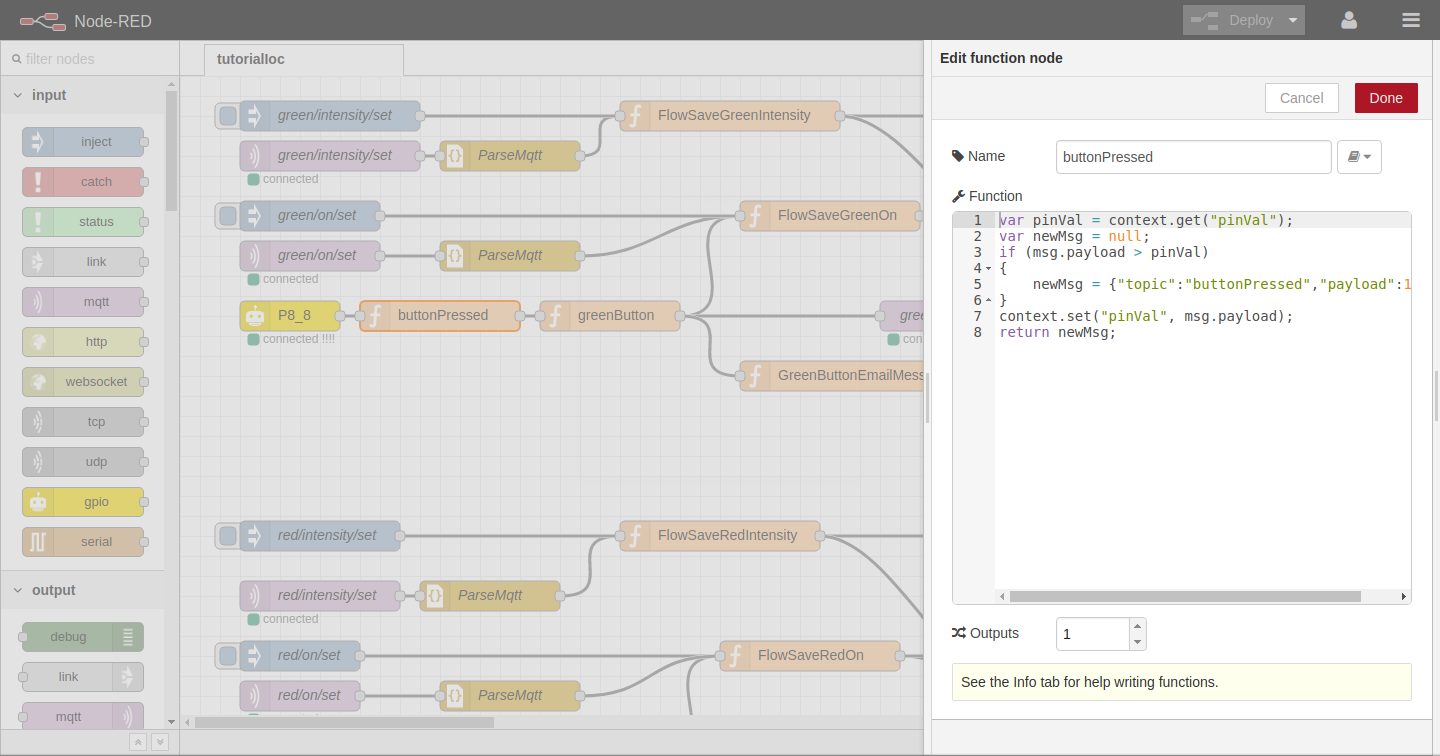 Node-RED
Deploy
filter nodes
tutorialloc
Edit function node
input
Cancel
Done
inject
catch
status
link
mqtt
http
websocket
tcp
udp
gpio
serial
output
debug
link
mqtt
green/intensity/set
FlowSaveGreenIntensity
green/intensity/set
ParseMqtt
connected
green/on/set
FlowSaveGreenOn
green/on/set
ParseMqtt
connected
P8_8
buttonPressed
greenButton
connected !!!!
GreenButtonEmailMess
red/intensity/set
FlowSaveRedIntensity
red/intensity/set
ParseMqtt
connected
red/on/set
FlowSaveRedOn
red/on/set
ParseMqtt
Name
buttonPressed
Function
1 var pinVal = context.get("pinVal");
2 var newMsg = null;
3 if (msg.payload > pinVal)
4 {
5 newMsg = {"topic":"buttonPressed","payload":1
6 }
7 context.set("pinVal", msg.payload);
8 return newMsg;
Outputs
1
See the Info tab for help writing functions.